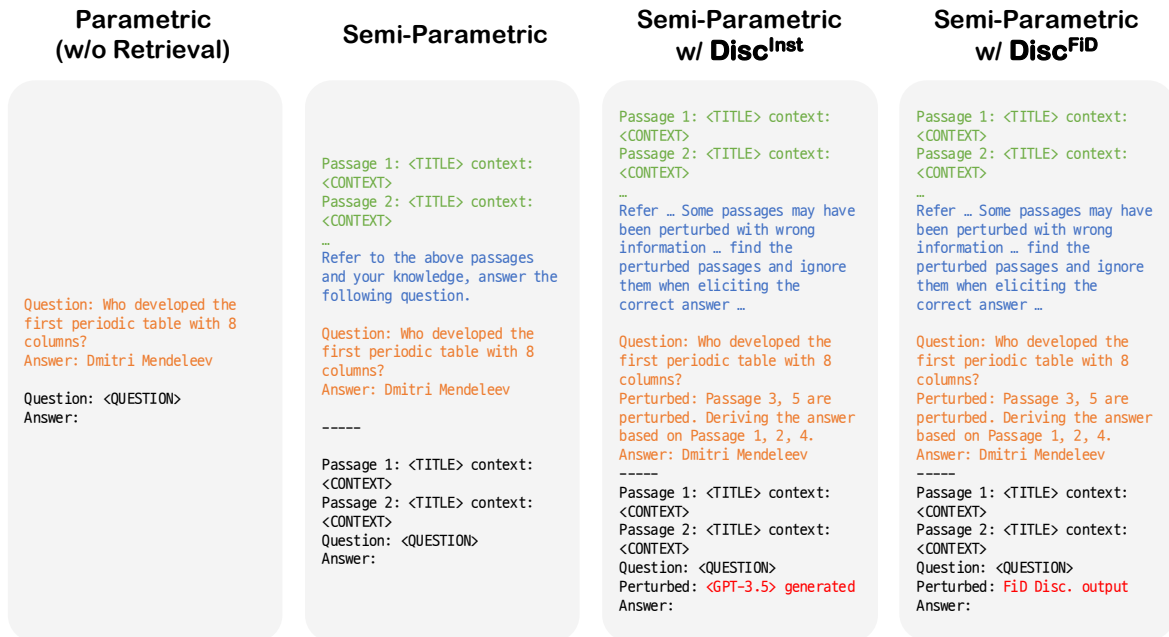 Parametric
(w/o Retrieval)
Question: Who developed the
first periodic table with 8
columns?
Answer: Dmitri Mendeleev
Question: <QUESTION>
Answer:
Semi-Parametric
Passage 1: <TITLE> context:
<CONTEXT>
Passage 2: <TITLE> context:
<CONTEXT>
…
Refer to the above passages
and your knowledge, answer the
following question.
Question: Who developed the
first periodic table with 8
columns?
Answer: Dmitri Mendeleev
-----
Passage 1: <TITLE> context:
<CONTEXT>
Passage 2: <TITLE> context:
<CONTEXT>
Question: <QUESTION>
Answer:
Semi-Parametric
w/ Disc^Inst
Passage 1: <TITLE> context:
<CONTEXT>
Passage 2: <TITLE> context:
<CONTEXT>
…
Refer … Some passages may have
been perturbed with wrong
information … find the
perturbed passages and ignore
them when eliciting the
correct answer …
Question: Who developed the
first periodic table with 8
columns?
Perturbed: Passage 3, 5 are
perturbed. Deriving the answer
based on Passage 1, 2, 4.
Answer: Dmitri Mendeleev
-----
Passage 1: <TITLE> context:
<CONTEXT>
Passage 2: <TITLE> context:
<CONTEXT>
Question: <QUESTION>
Perturbed: <GPT-3.5> generated
Answer:
Semi-Parametric
w/ Disc^FiD
Passage 1: <TITLE> context:
<CONTEXT>
Passage 2: <TITLE> context:
<CONTEXT>
…
Refer … Some passages may have
been perturbed with wrong
information … find the
perturbed passages and ignore
them when eliciting the
correct answer …
Question: Who developed the
first periodic table with 8
columns?
Perturbed: Passage 3, 5 are
perturbed. Deriving the answer
based on Passage 1, 2, 4.
Answer: Dmitri Mendeleev
-----
Passage 1: <TITLE> context:
<CONTEXT>
Passage 2: <TITLE> context:
<CONTEXT>
Question: <QUESTION>
Perturbed: FiD Disc. output
Answer: